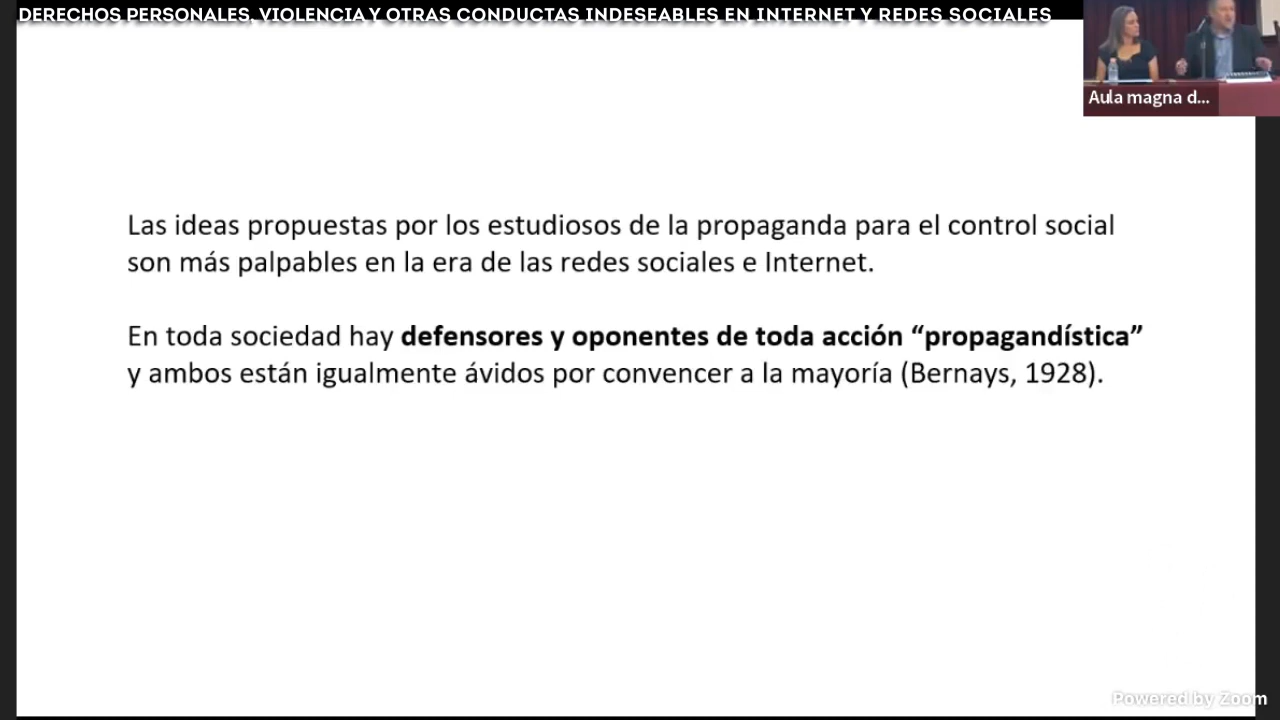 DERECHOS PERSONALES, VIOLENCIA Y OTRAS CONDUCTAS INDESEABLES EN INTERNET Y REDES SOCIALES
Aula magna d...
Las ideas propuestas por los estudiosos de la propaganda para el control social
son más palpables en la era de las redes sociales e Internet.
En toda sociedad hay defensores y oponentes de toda acción “propagandística”
y ambos están igualmente ávidos por convencer a la mayoría (Bernays, 1928).
Powered by Zoom